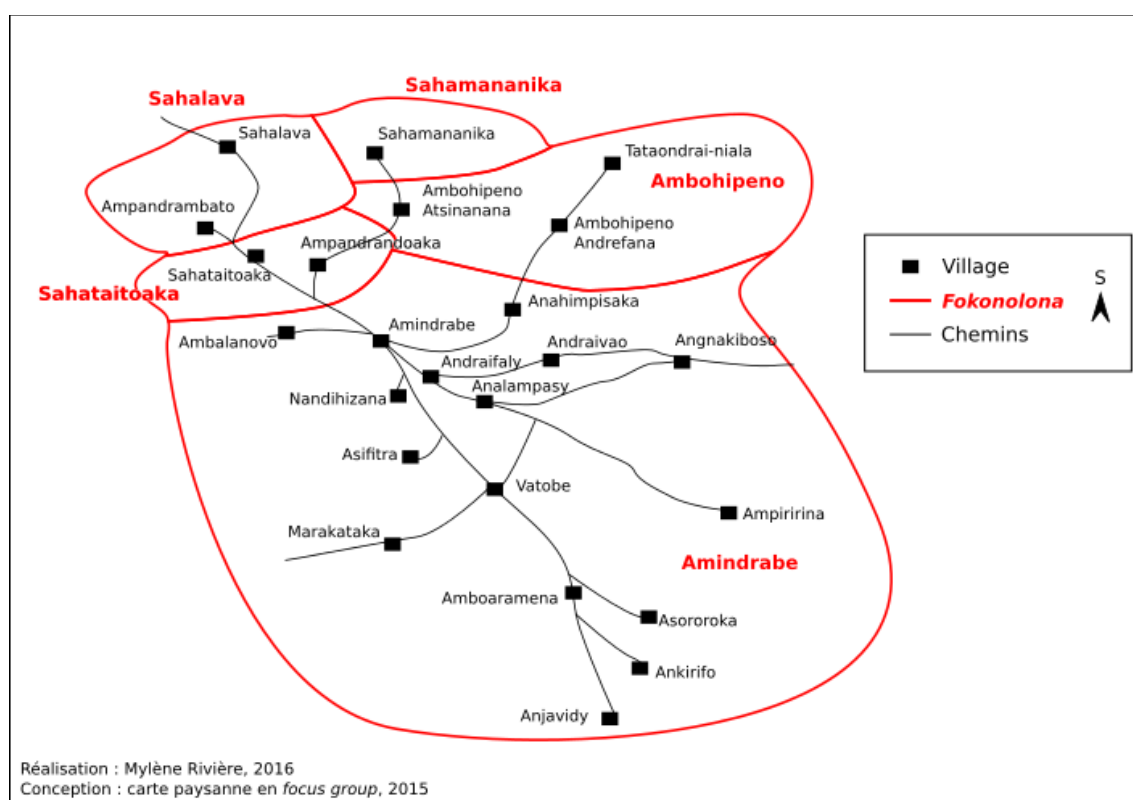 Sahamananika
Sahalava
Sahalava
Sahamananika
Tataondrai-niala
Ambohipeno
Ambohipeno
Atsinanana
Ampandrambato
Ambohipeno
Andrefana
Ampandrandoaka
Sahataitoaka
Sahataitoaka
Anahimpisaka
Amindrabe
Ambalanovo
Andraivao
Angnakiboso
Andraifaly
Analampasy
Nandihizana
Asifitra
Vatobe
Ampiririna
Marakataka
Amindrabe
Amboaramena
Asororoka
Ankirifo
Anjavidy
Village
Fokonolona
Chemins
S
Réalisation : Mylène Rivière, 2016
Conception : carte paysanne en focus group, 2015